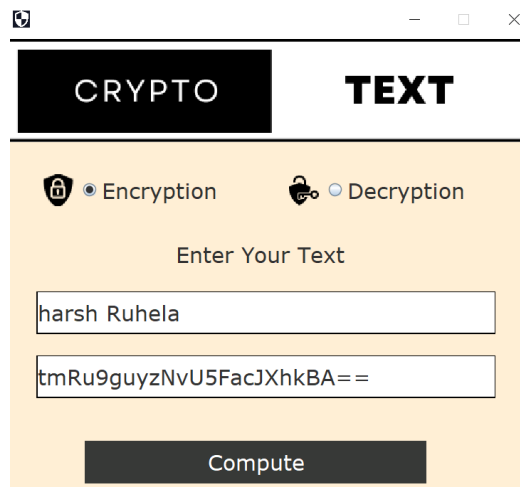 CRYPTO TEXT
Encryption Decryption
Enter Your Text
harsh Ruhela
tmRu9guyzNvU5FacJXhkBA==
Compute